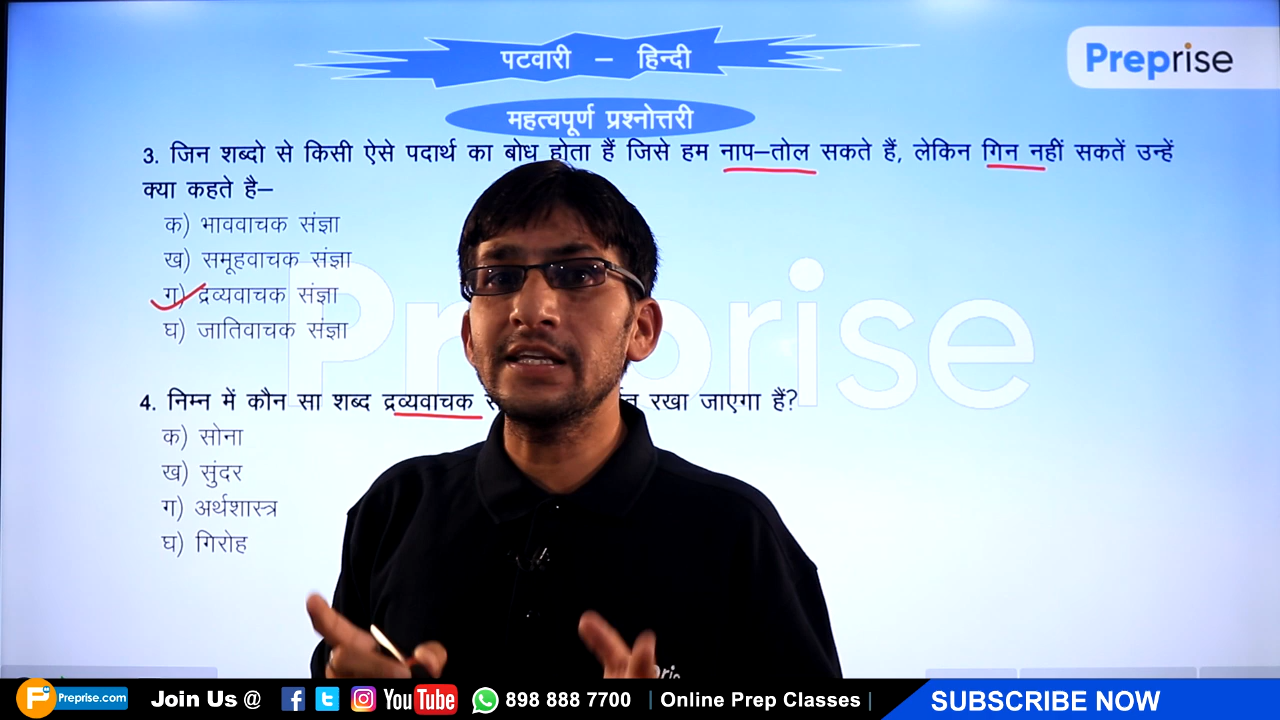 पटवारी – हिन्दी
Preprise
महत्वपूर्ण प्रश्नोत्तरी
3. जिन शब्दो से किसी ऐसे पदार्थ का बोध होता हैं जिसे हम नाप–तोल सकते हैं, लेकिन गिन नहीं सकतें उन्हें
क्या कहते है–
क) भाववाचक संज्ञा
ख) समूहवाचक संज्ञा
ग) द्रव्यवाचक संज्ञा
घ) जातिवाचक संज्ञा
4. निम्न में कौन सा शब्द द्रव्यवाचक रखा जाएगा हैं?
क) सोना
ख) सुंदर
ग) अर्थशास्त्र
घ) गिरोह
P Preprise.com Join Us @ YouTube 898 888 7700 | Online Prep Classes | SUBSCRIBE NOW